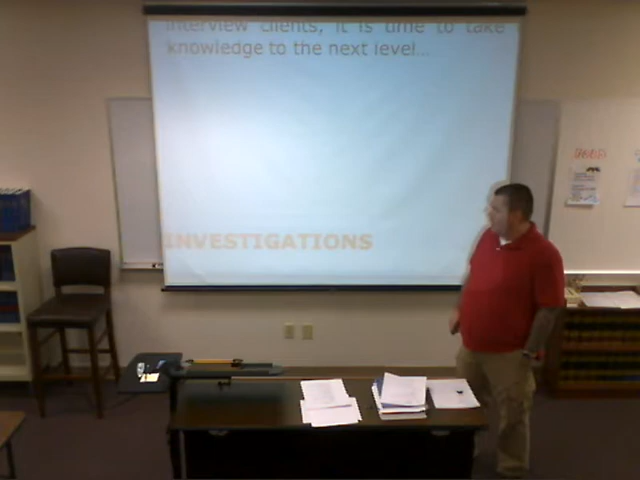 interview clients, it is time to take
knowledge to the next level...
INVESTIGATIONS